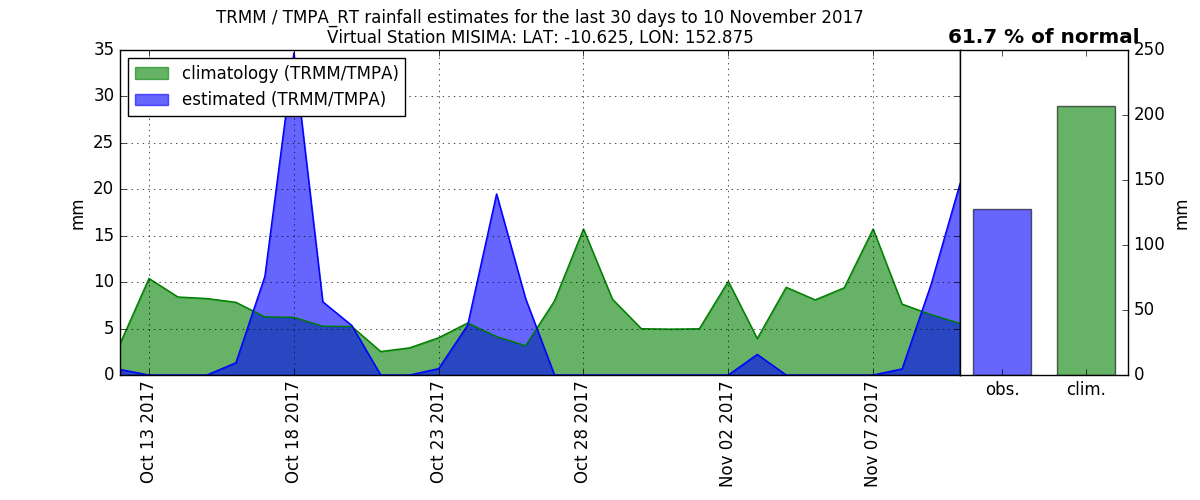 TRMM / TMPA_RT rainfall estimates for the last 30 days to 10 November 2017
Virtual Station MISIMA: LAT: -10.625, LON: 152.875
61.7 % of normal
climatology (TRMM/TMPA)
estimated (TRMM/TMPA)
35
30
25
20
15
10
5
0
mm
Oct 13 2017
Oct 18 2017
Oct 23 2017
Oct 28 2017
Nov 02 2017
Nov 07 2017
obs.
clim.
250
200
150
100
50
0
mm